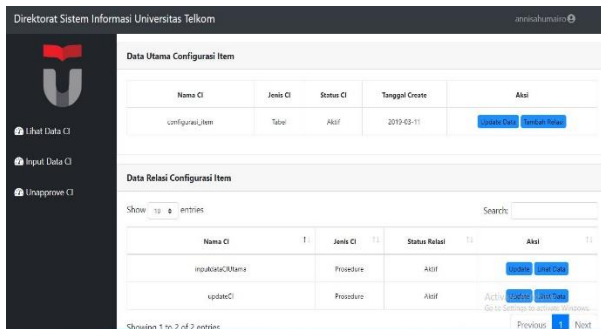 Direktorat Sistem Informasi Universitas Telkom
annisahumairo
Lihat Data CI
Input Data CI
Unapprove CI
Data Utama Configurasi Item
Nama CI Jenis CI Status CI Tanggal Create Aksi
configurasi_item Tabel Aktif 2019-03-11 Update Data Tambah Relasi
Data Relasi Configurasi Item
Show 10 entries Search:
Nama CI Jenis CI Status Relasi Aksi
inputdataCIUtama Prosedure Aktif Update Lihat Data
updateCI Prosedure Aktif Update Lihat Data
Activate Windows
Go to Settings to activate Windows.
Showing 1 to 2 of 2 entries Previous 1 Next